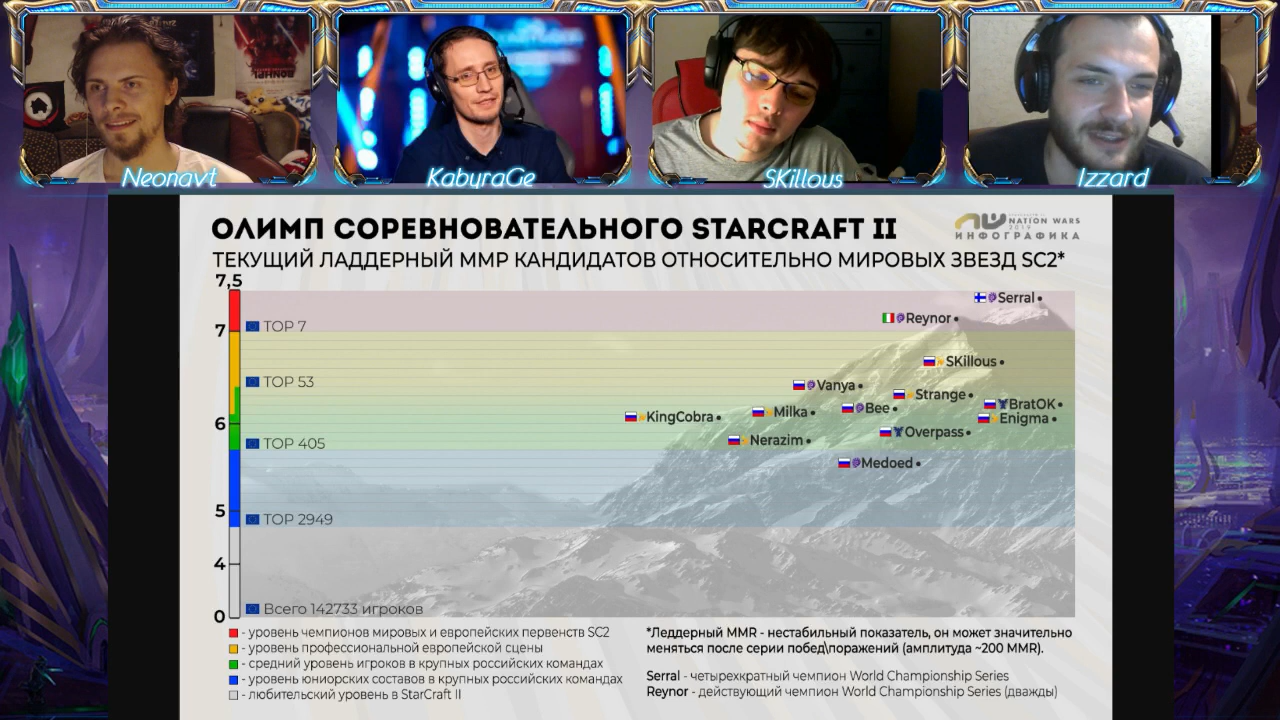 Neonavt
KabyraGe
SKillous
Izzard
ОЛИМП СОРЕВНОВАТЕЛЬНОГО STARCRAFT II
NATION WARS
2019
ИНФОГРАФИКА
ТЕКУЩИЙ ЛАДДЕРНЫЙ ММР КАНДИДАТОВ ОТНОСИТЕЛЬНО МИРОВЫХ ЗВЕЗД SC2*
7,5
Serral
Reynor
7
TOP 7
SKillous
TOP 53
Vanya
Strange
BratOK
Bee
Milka
KingCobra
Enigma
6
Overpass
Nerazim
TOP 405
Medoed
5
TOP 2949
4
0
Всего 142733 игроков
- уровень чемпионов мировых и европейских первенств SC2
- уровень профессиональной европейской сцены
- средний уровень игроков в крупных российских командах
- уровень юниорских составов в крупных российских командах
- любительский уровень в StarCraft II
*Леддерный MMR - нестабильный показатель, он может значительно
меняться после серии побед\поражений (амплитуда ~200 MMR).
Serral - четырехкратный чемпион World Championship Series
Reynor - действующий чемпион World Championship Series (дважды)